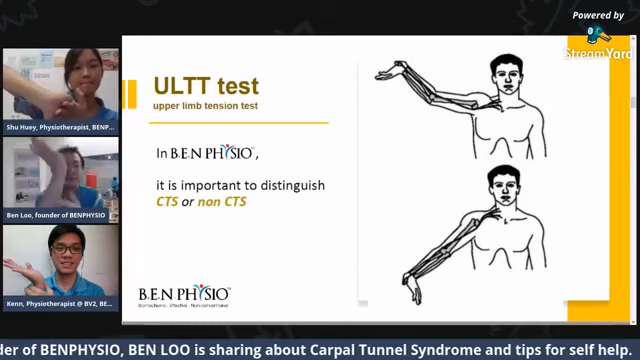 Powered by
StreamYard
ULTT test
upper limb tension test
In B.E.N PHYSIO™,
it is important to distinguish
CTS or non CTS
B.E.N PHYSIO™
Shu Huey, Physiotherapist, BENP...
Ben Loo, founder of BENPHYSIO
Kenn, Physiotherapist @ BV2, BE...
der of BENPHYSIO, BEN LOO is sharing about Carpal Tunnel Syndrome and tips for self help.